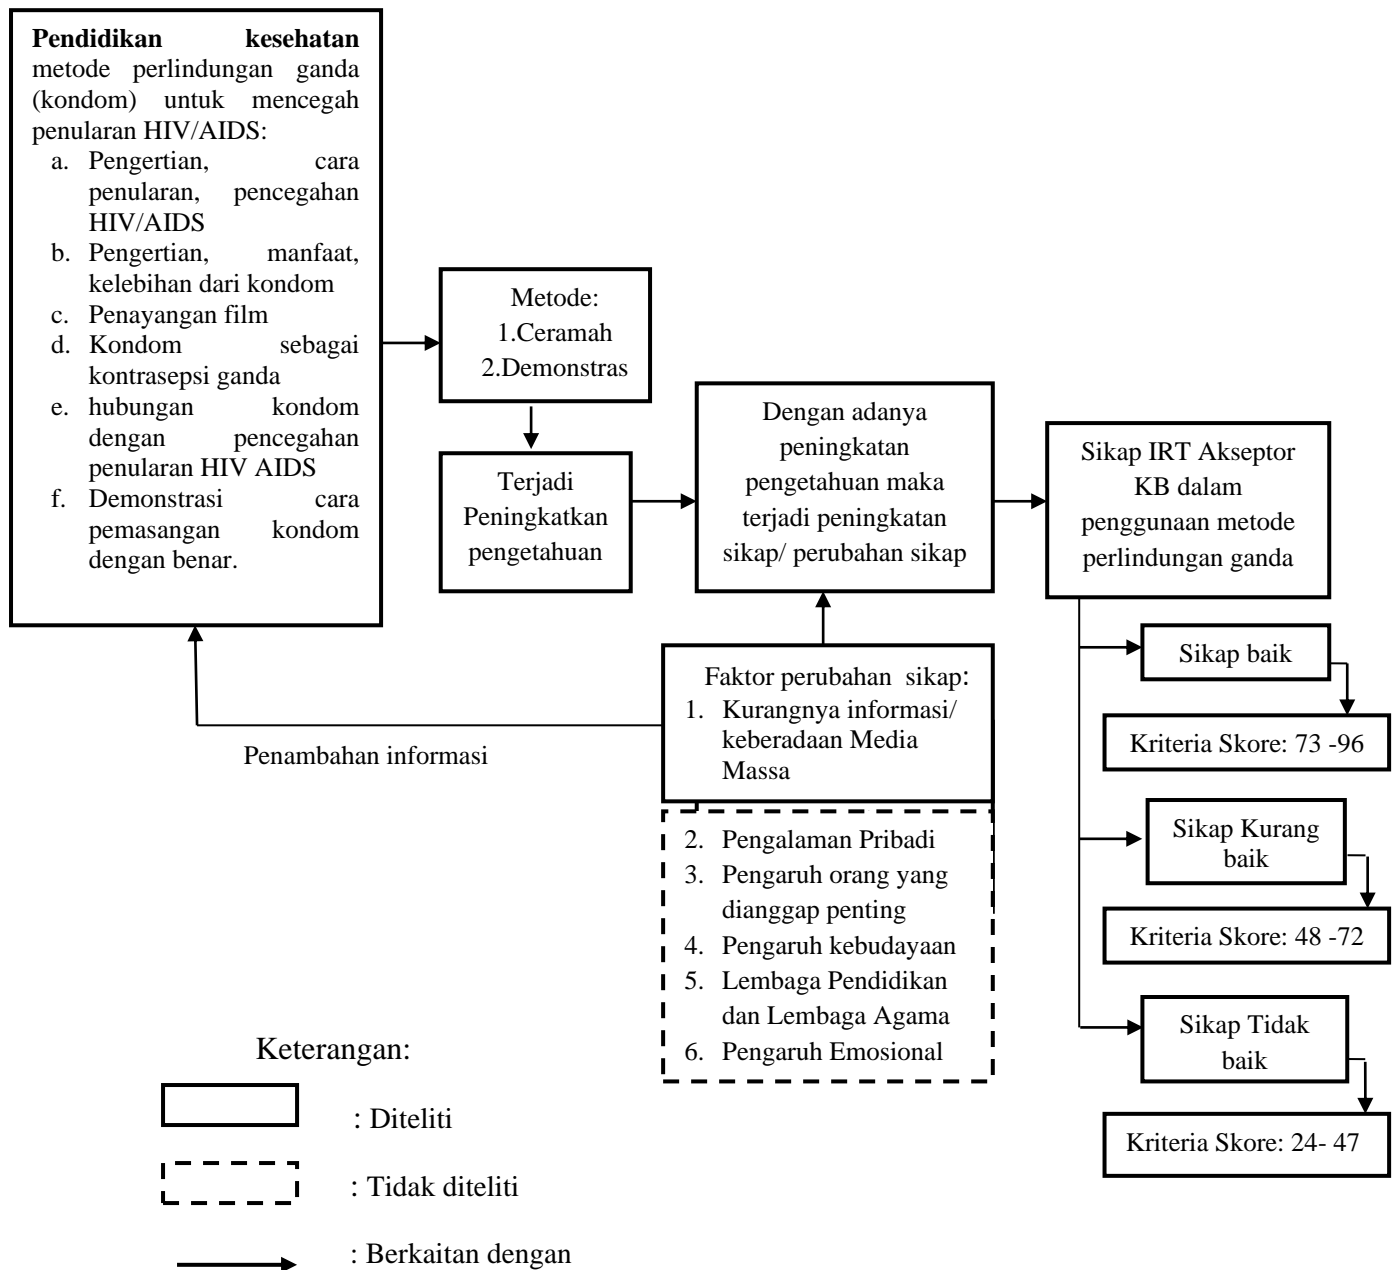 Pendidikan kesehatan
metode perlindungan ganda
(kondom) untuk mencegah
penularan HIV/AIDS:
a. Pengertian, cara
penularan, pencegahan
HIV/AIDS
b. Pengertian, manfaat,
kelebihan dari kondom
c. Penayangan film
d. Kondom sebagai
kontrasepsi ganda
e. hubungan kondom
dengan pencegahan
penularan HIV AIDS
f. Demonstrasi cara
pemasangan kondom
dengan benar.
Metode:
1.Ceramah
2.Demonstras
Terjadi
Peningkatkan
pengetahuan
Dengan adanya
peningkatan
pengetahuan maka
terjadi peningkatan
sikap/ perubahan sikap
Sikap IRT Akseptor
KB dalam
penggunaan metode
perlindungan ganda
Faktor perubahan sikap:
1. Kurangnya informasi/
keberadaan Media
Massa
2. Pengalaman Pribadi
3. Pengaruh orang yang
dianggap penting
4. Pengaruh kebudayaan
5. Lembaga Pendidikan
dan Lembaga Agama
6. Pengaruh Emosional
Penambahan informasi
Sikap baik
Kriteria Skore: 73 -96
Sikap Kurang
baik
Kriteria Skore: 48 -72
Sikap Tidak
baik
Kriteria Skore: 24- 47
Keterangan:
: Diteliti
: Tidak diteliti
: Berkaitan dengan